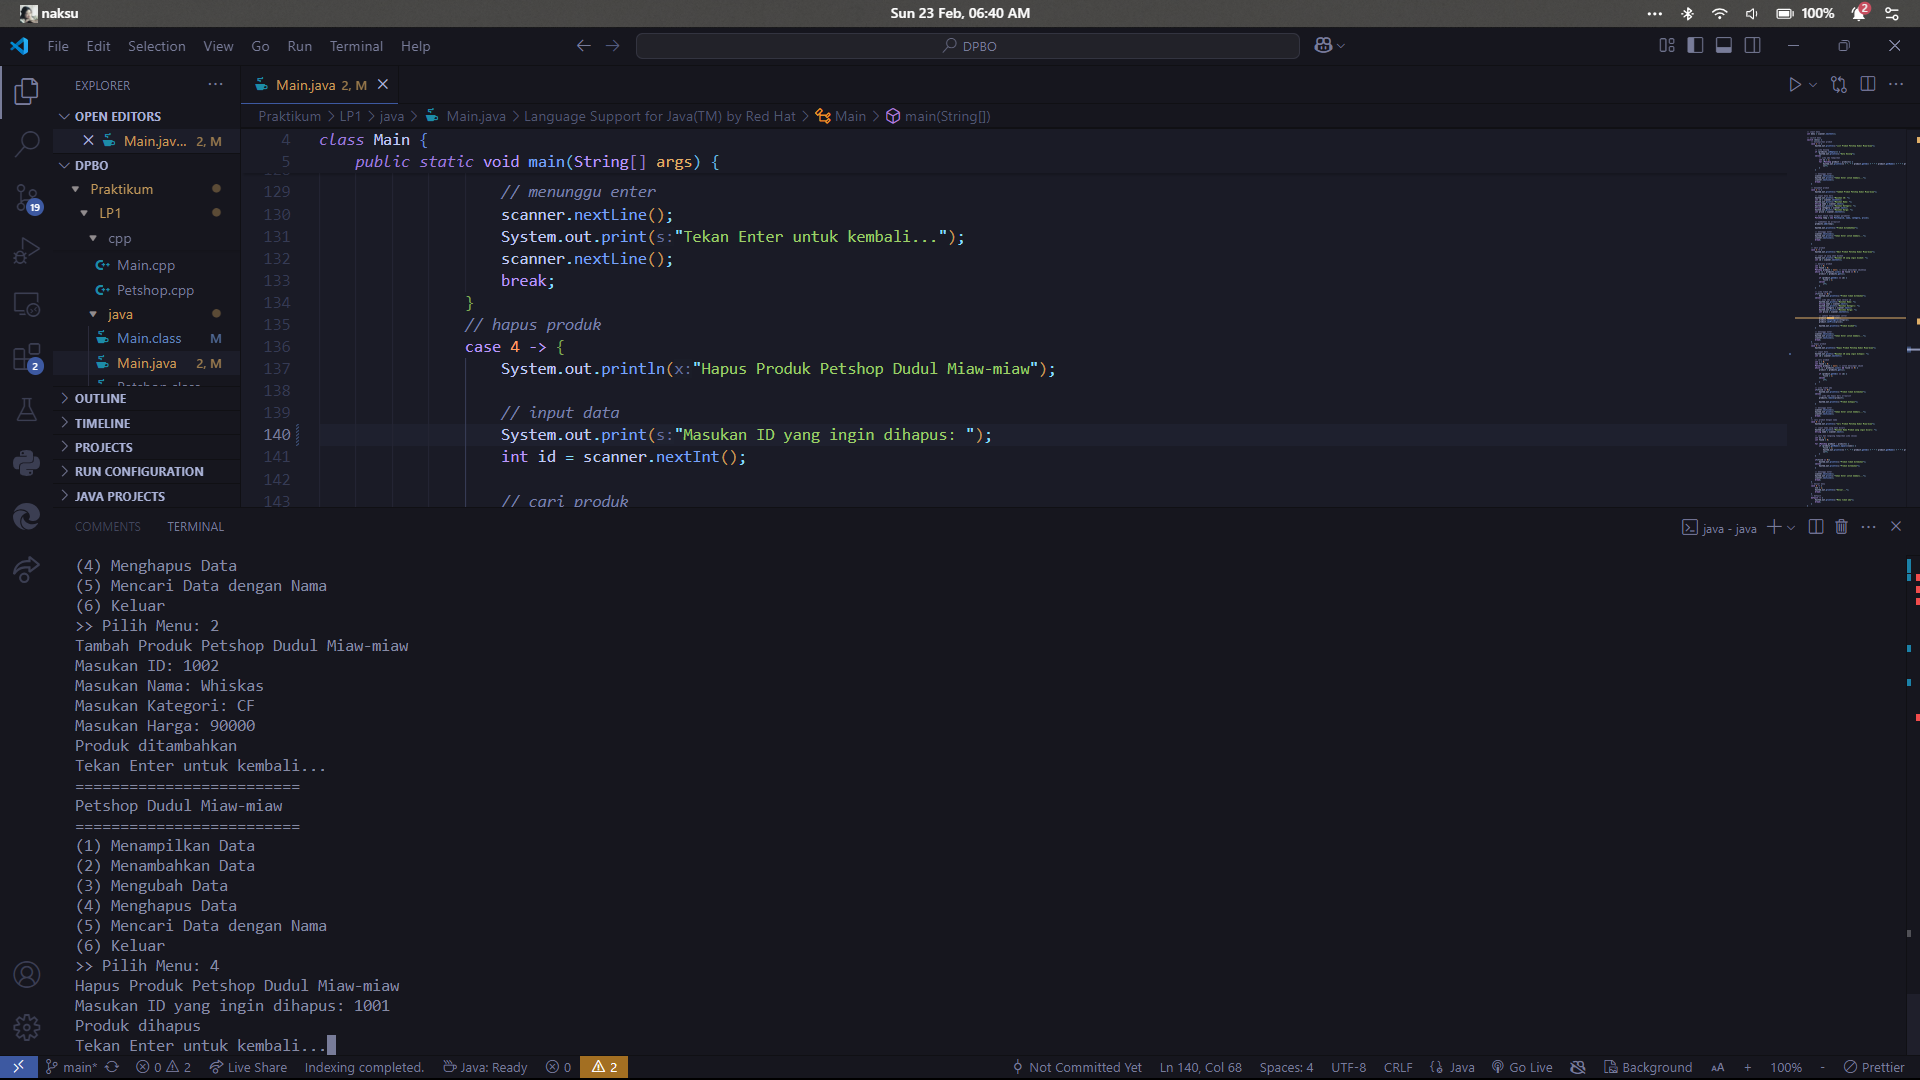 naksu
Sun 23 Feb, 06:40 AM
100%
2
File Edit Selection View Go Run Terminal Help
DPBO
EXPLORER
Main.java 2, M
OPEN EDITORS
Praktikum > LP1 > java > Main.java > Language Support for Java(TM) by Red Hat > Main > main(String[])
Main.jav... 2, M
DPBO
Praktikum
LP1
cpp
Main.cpp
Petshop.cpp
java
Main.class M
Main.java 2, M
Petshop.class
OUTLINE
TIMELINE
PROJECTS
RUN CONFIGURATION
JAVA PROJECTS
19
2
4 class Main {
5 public static void main(String[] args) {
129 // menunggu enter
130 scanner.nextLine();
131 System.out.print(s:"Tekan Enter untuk kembali...");
132 scanner.nextLine();
133 break;
134 }
135 // hapus produk
136 case 4 -> {
137 System.out.println(x:"Hapus Produk Petshop Dudul Miaw-miaw");
138
139 // input data
140 System.out.print(s:"Masukan ID yang ingin dihapus: ");
141 int id = scanner.nextInt();
142
143 // cari produk
COMMENTS TERMINAL
java - java
(4) Menghapus Data
(5) Mencari Data dengan Nama
(6) Keluar
>> Pilih Menu: 2
Tambah Produk Petshop Dudul Miaw-miaw
Masukan ID: 1002
Masukan Nama: Whiskas
Masukan Kategori: CF
Masukan Harga: 90000
Produk ditambahkan
Tekan Enter untuk kembali...
=========================
Petshop Dudul Miaw-miaw
=========================
(1) Menampilkan Data
(2) Menambahkan Data
(3) Mengubah Data
(4) Menghapus Data
(5) Mencari Data dengan Nama
(6) Keluar
>> Pilih Menu: 4
Hapus Produk Petshop Dudul Miaw-miaw
Masukan ID yang ingin dihapus: 1001
Produk dihapus
Tekan Enter untuk kembali...
main* 0 2 Live Share Indexing completed. Java: Ready 0 2 Not Committed Yet Ln 140, Col 68 Spaces: 4 UTF-8 CRLF Java Go Live Background AA + 100% - Prettier